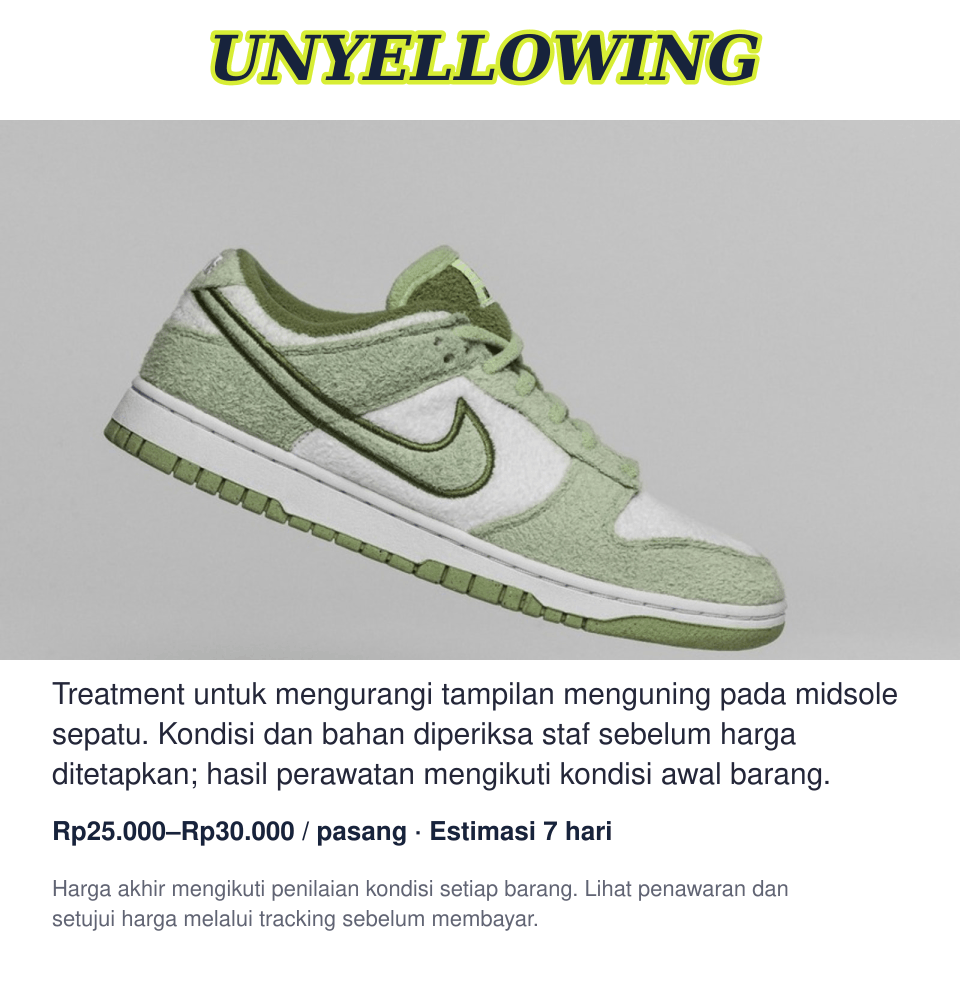 UNYELLOWING
Treatment untuk mengurangi tampilan menguning pada midsole
sepatu. Kondisi dan bahan diperiksa staf sebelum harga
ditetapkan; hasil perawatan mengikuti kondisi awal barang.
Rp25.000–Rp30.000 / pasang · Estimasi 7 hari
Harga akhir mengikuti penilaian kondisi setiap barang. Lihat penawaran dan
setujui harga melalui tracking sebelum membayar.